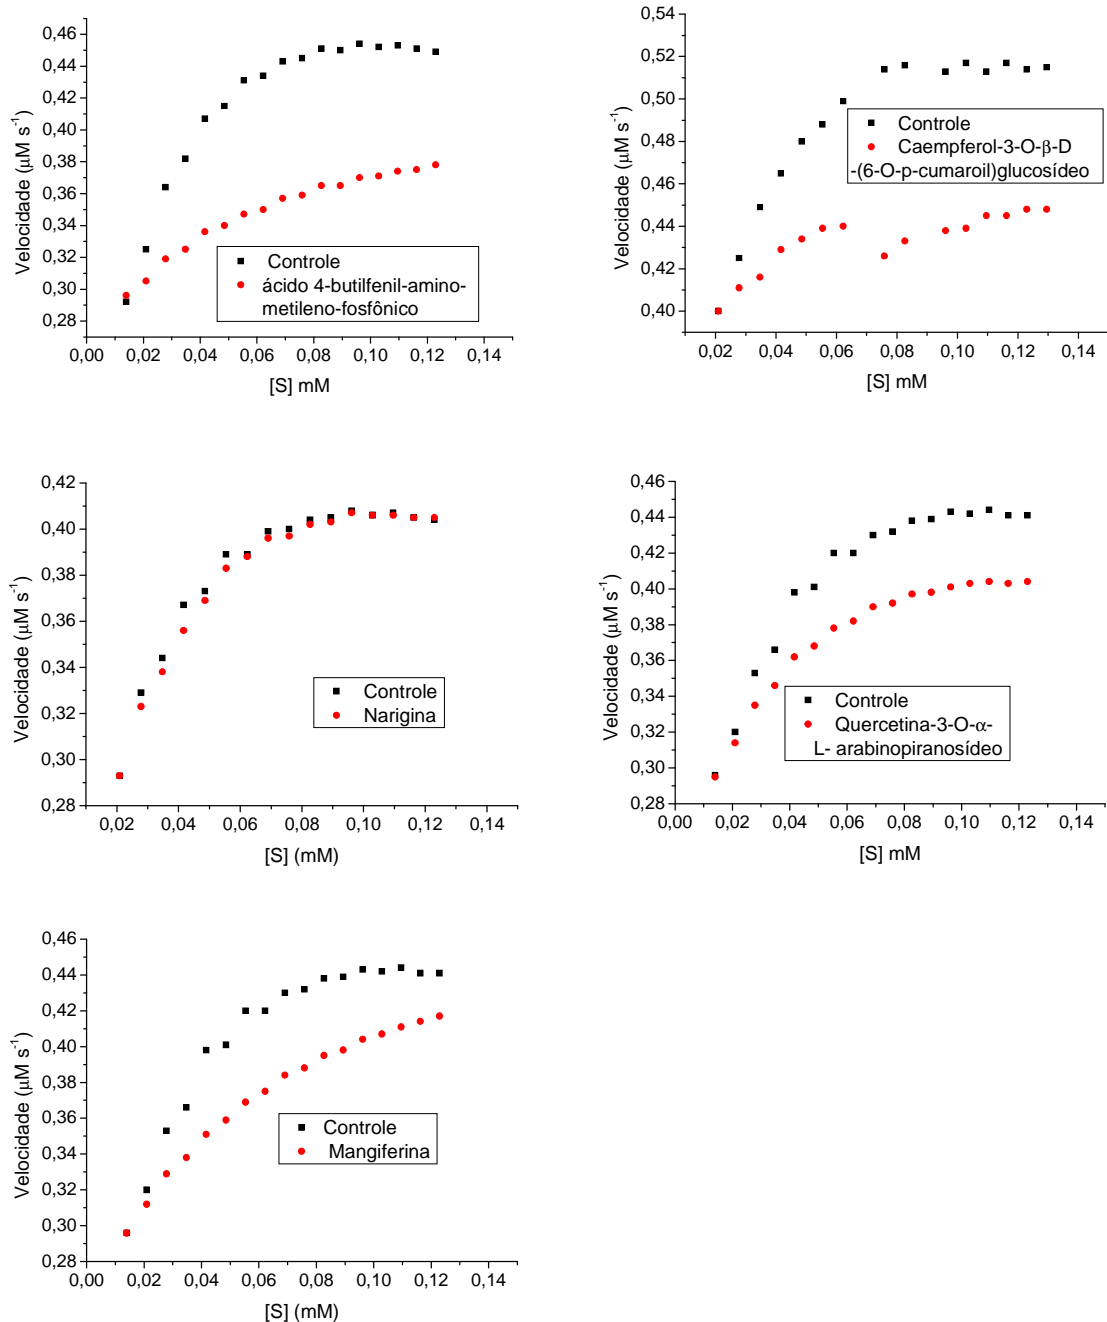 0,46
0,44
0,42
0,40
0,38
0,36
0,34
0,32
0,30
0,28
Velocidade (μM s⁻¹)
Controle
ácido 4-butilfenil-amino-
metileno-fosfônico
0,00 0,02 0,04 0,06 0,08 0,10 0,12 0,14
[S] mM
0,54
0,52
0,50
0,48
0,46
0,44
0,42
0,40
Velocidade (μM s⁻¹)
Controle
Caempferol-3-O-β-D
-(6-O-p-cumaroil)glucosídeo
0,02 0,04 0,06 0,08 0,10 0,12 0,14
[S] mM
0,42
0,40
0,38
0,36
0,34
0,32
0,30
0,28
Velocidade (μM s⁻¹)
Controle
Narigina
0,02 0,04 0,06 0,08 0,10 0,12 0,14
[S] (mM)
0,46
0,44
0,42
0,40
0,38
0,36
0,34
0,32
0,30
0,28
Velocidade (μM s⁻¹)
Controle
Quercetina-3-O-α-
L- arabinopiranosídeo
0,00 0,02 0,04 0,06 0,08 0,10 0,12 0,14
[S] mM
0,46
0,44
0,42
0,40
0,38
0,36
0,34
0,32
0,30
0,28
Velocidade (μM s⁻¹)
Controle
Mangiferina
0,00 0,02 0,04 0,06 0,08 0,10 0,12 0,14
[S] (mM)